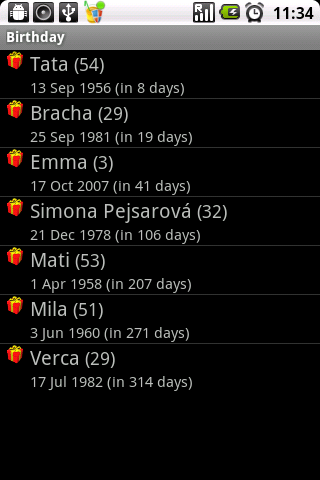 R
11:34
Birthday
Tata (54)
13 Sep 1956 (in 8 days)
Bracha (29)
25 Sep 1981 (in 19 days)
Emma (3)
17 Oct 2007 (in 41 days)
Simona Pejsarová (32)
21 Dec 1978 (in 106 days)
Mati (53)
1 Apr 1958 (in 207 days)
Mila (51)
3 Jun 1960 (in 271 days)
Verca (29)
17 Jul 1982 (in 314 days)